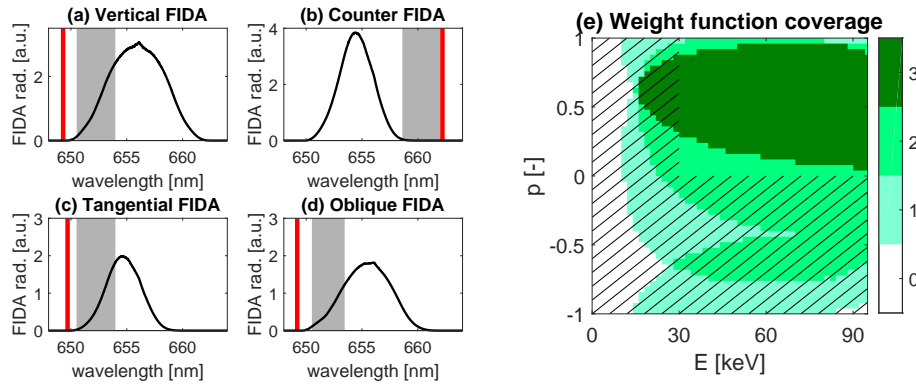 (a) Vertical FIDA
(b) Counter FIDA
(e) Weight function coverage
FIDA rad. [a.u.]
2
0
650 655 660
wavelength [nm]
FIDA rad. [a.u.]
4
2
0
650 655 660
wavelength [nm]
(c) Tangential FIDA
(d) Oblique FIDA
FIDA rad. [a.u.]
3
2
1
0
650 655 660
wavelength [nm]
FIDA rad. [a.u.]
3
2
1
0
650 655 660
wavelength [nm]
p [-]
1
0.5
0
-0.5
-1
0 30 60 90
E [keV]
3
2
1
0